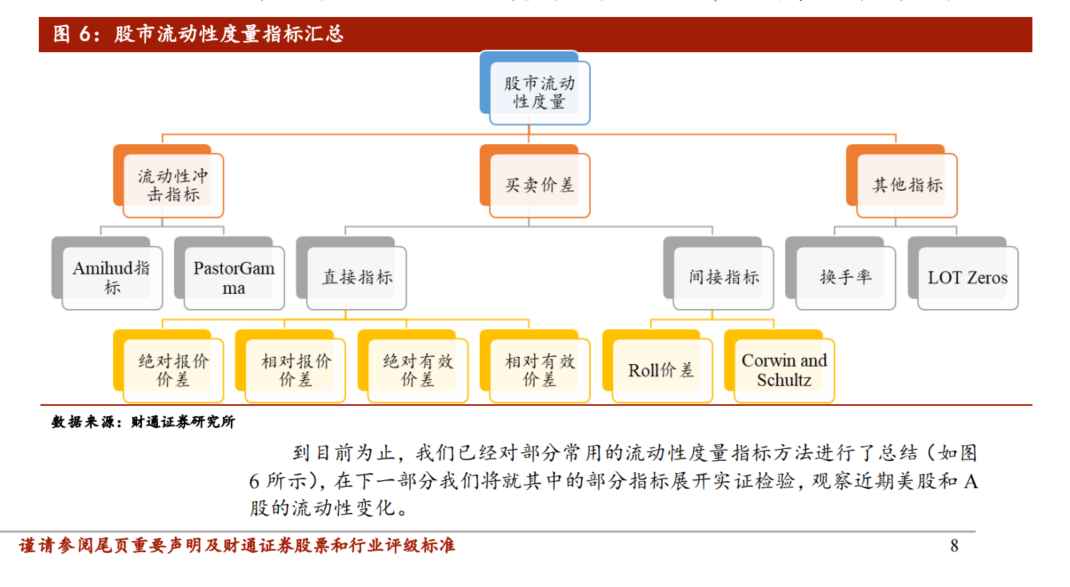 图 6：股市流动性度量指标汇总
股市流动
性度量
流动性冲
击指标
买卖价差
其他指标
Amihud指
标
PastorGam
ma
直接指标
间接指标
换手率
LOT Zeros
绝对报价
价差
相对报价
价差
绝对有效
价差
相对有效
价差
Roll价差
Corwin and
Schultz
数据来源：财通证券研究所
到目前为止，我们已经对部分常用的流动性度量指标方法进行了总结（如图
6 所示），在下一部分我们将就其中的部分指标展开实证检验，观察近期美股和 A
股的流动性变化。
谨请参阅尾页重要声明及财通证券股票和行业评级标准
8